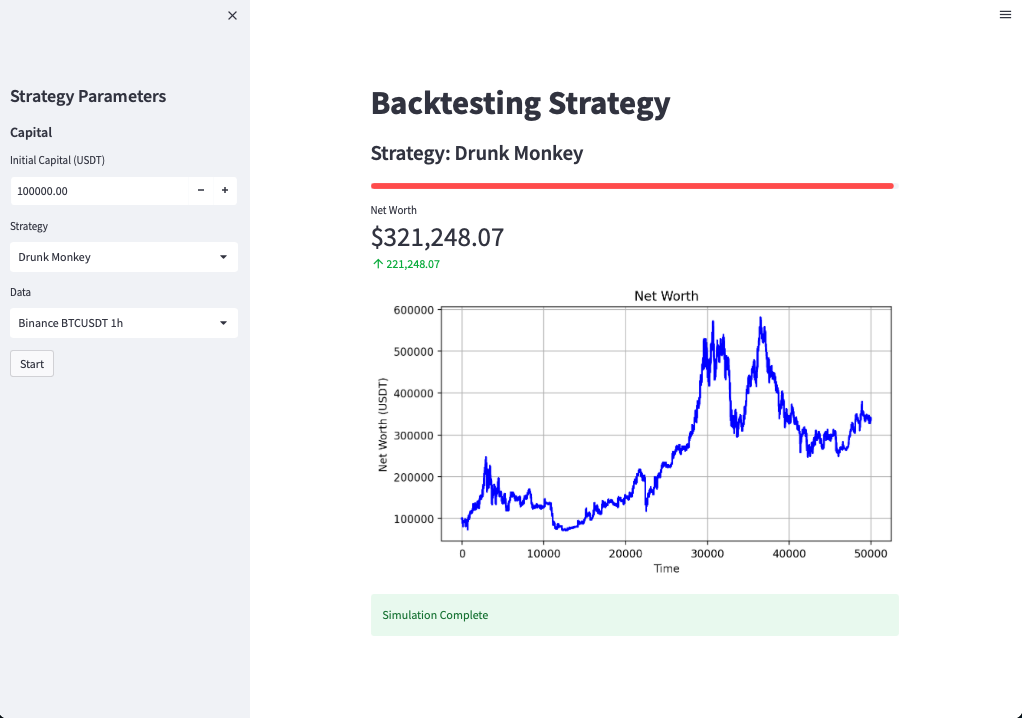 Strategy Parameters
Capital
Initial Capital (USDT)
100000.00
Strategy
Drunk Monkey
Data
Binance BTCUSDT 1h
Start
Backtesting Strategy
Strategy: Drunk Monkey
Net Worth
$321,248.07
↑ 221,248.07
Net Worth
600000
500000
400000
300000
200000
100000
Net Worth (USDT)
0 10000 20000 30000 40000 50000
Time
Simulation Complete